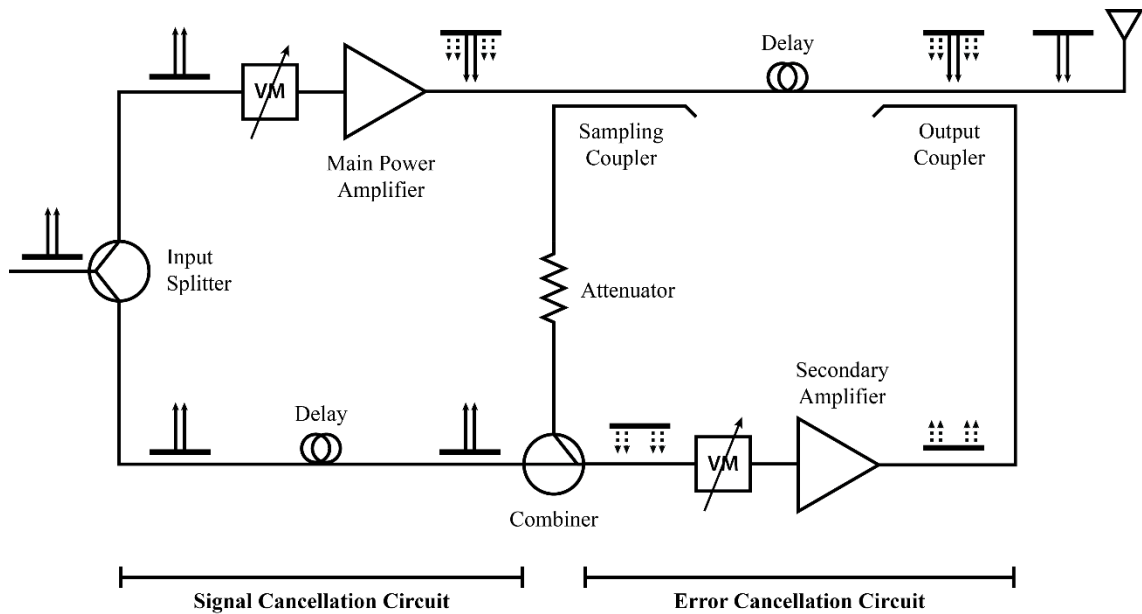 Delay
VM
Main Power
Amplifier
Sampling
Coupler
Output
Coupler
Input
Splitter
Attenuator
Secondary
Amplifier
Delay
VM
Combiner
Signal Cancellation Circuit
Error Cancellation Circuit